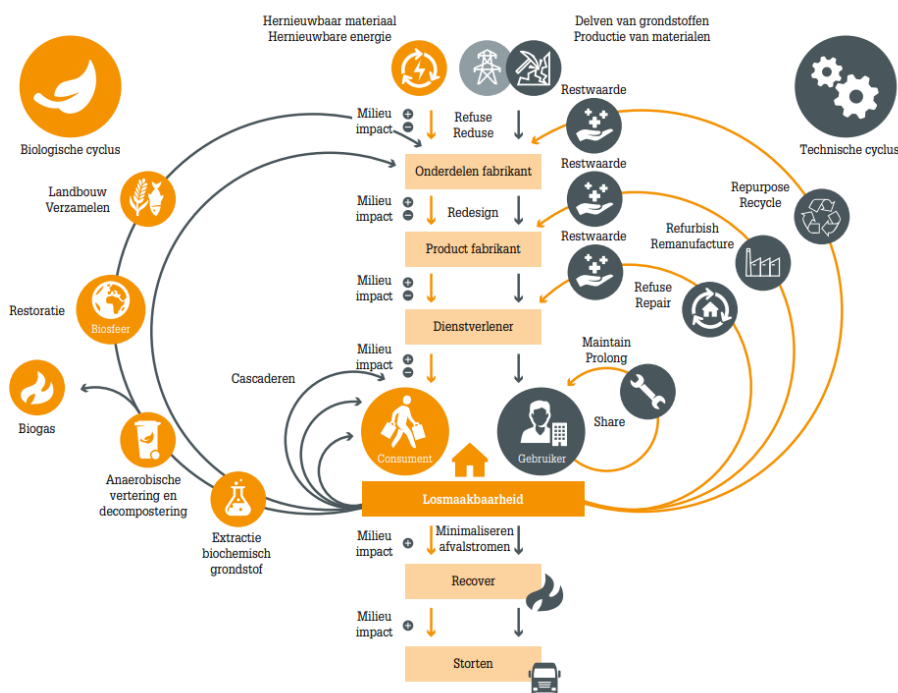 Hernieuwbaar materiaal
Hernieuwbare energie
Delven van grondstoffen
Productie van materialen
Biologische cyclus
Technische cyclus
Milieu
impact
Refuse
Reduse
Restwaarde
Onderdelen fabrikant
Landbouw
Verzamelen
Milieu
impact
Redesign
Restwaarde
Repurpose
Recycle
Product fabrikant
Restwaarde
Refurbish
Remanufacture
Restoratie
Biosfeer
Milieu
impact
Refuse
Repair
Dienstverlener
Milieu
impact
Maintain
Prolong
Cascaderen
Biogas
Share
Consument
Gebruiker
Anaerobische
vertering en
decompostering
Losmaakbaarheid
Extractie
biochemisch
grondstof
Milieu
impact
Minimaliseren
afvalstromen
Recover
Milieu
impact
Storten